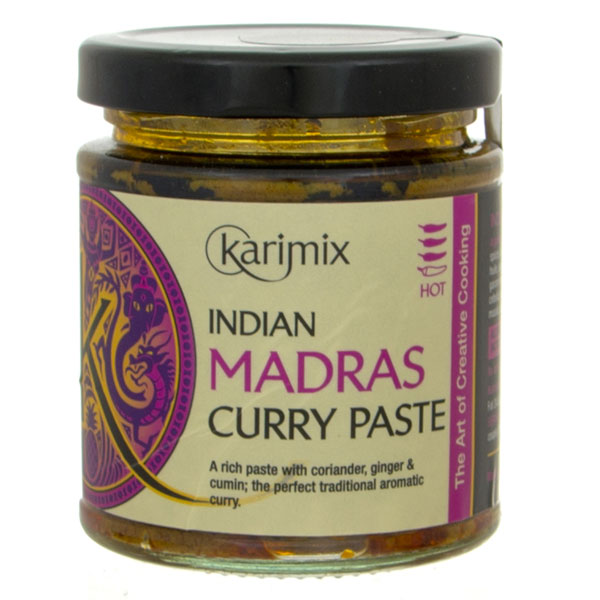 karimix
HOT
INDIAN
MADRAS
CURRY PASTE
A rich paste with coriander, ginger &
cumin; the perfect traditional aromatic
curry.
The Art of Creative Cooking